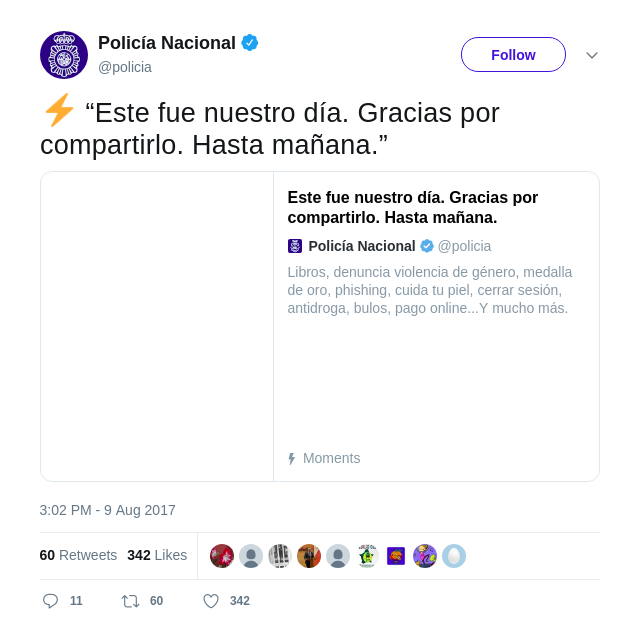 Policía Nacional
@policia
Follow
⚡ “Este fue nuestro día. Gracias por
compartirlo. Hasta mañana.”
Este fue nuestro día. Gracias por
compartirlo. Hasta mañana.
Policía Nacional @policia
Libros, denuncia violencia de género, medalla
de oro, phishing, cuida tu piel, cerrar sesión,
antidroga, bulos, pago online...Y mucho más.
Moments
3:02 PM - 9 Aug 2017
60 Retweets 342 Likes
11 60 342